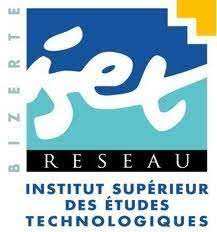 BIZERTE
iset
RESEAU
INSTITUT SUPÉRIEUR
DES ÉTUDES
TECHNOLOGIQUES